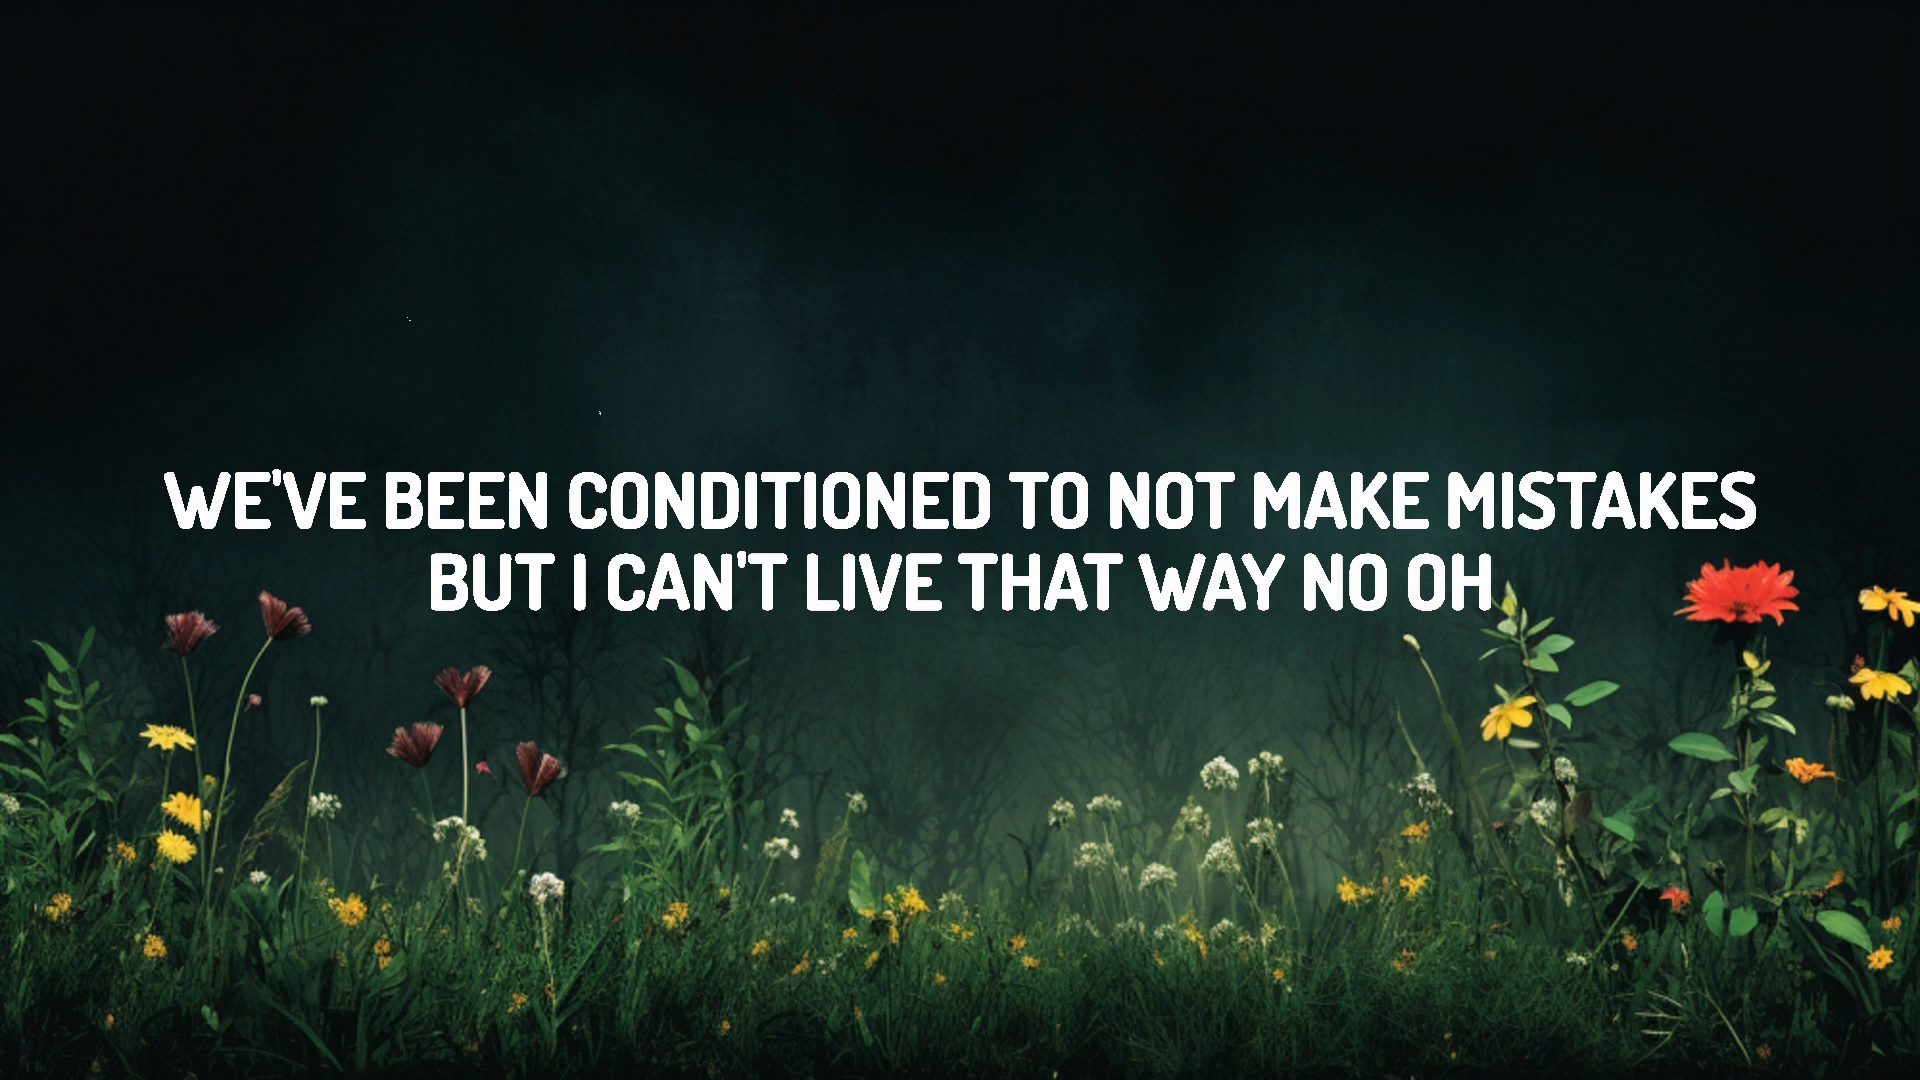 WE'VE BEEN CONDITIONED TO NOT MAKE MISTAKES
BUT I CAN'T LIVE THAT WAY NO OH